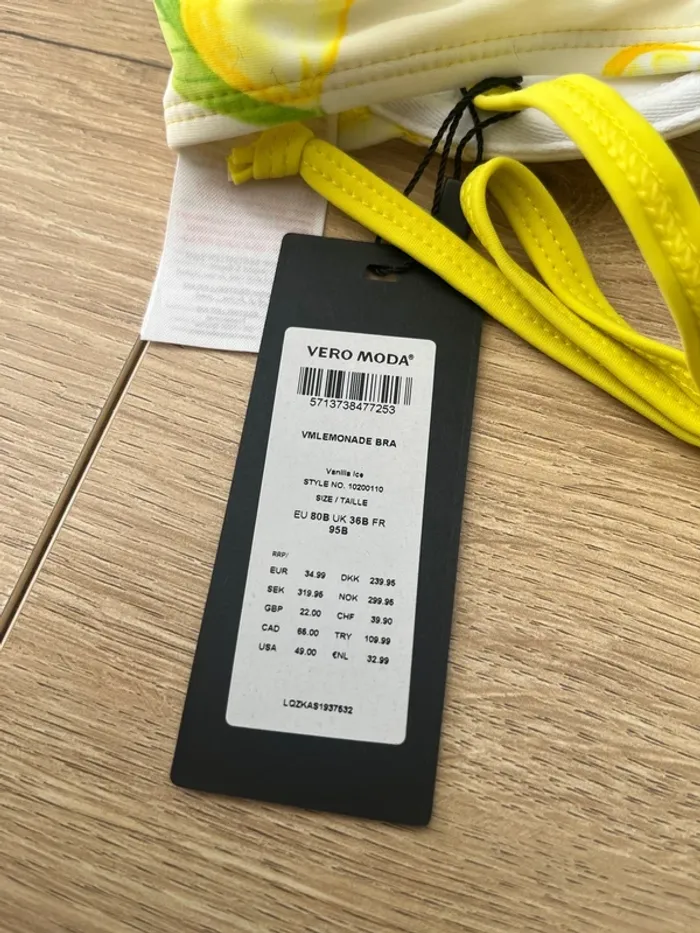 VERO MODA®
5713738477253
VMLEMONADE BRA
Vanilla Ice
STYLE NO. 10200110
SIZE / TAILLE
EU 80B UK 36B FR
95B
RRP/
EUR 34.99 DKK 239.95
SEK 319.95 NOK 299.95
GBP 22.00 CHF 39.90
CAD 66.00 TRY 109.99
USA 49.00 €NL 32.99
LQZKAS1937532